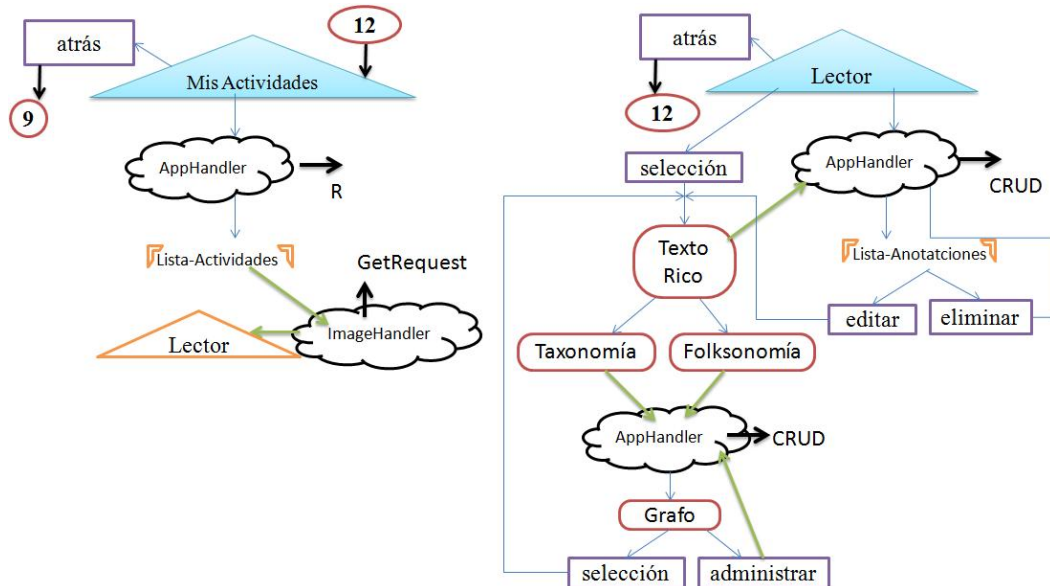 atrás
12
Mis Actividades
9
AppHandler
R
Lista-Actividades
GetRequest
ImageHandler
Lector
atrás
Lector
12
selección
AppHandler
CRUD
Texto
Rico
Lista-Anotatciones
editar
eliminar
Taxonomía
Folksonomía
AppHandler
CRUD
Grafo
selección
administrar